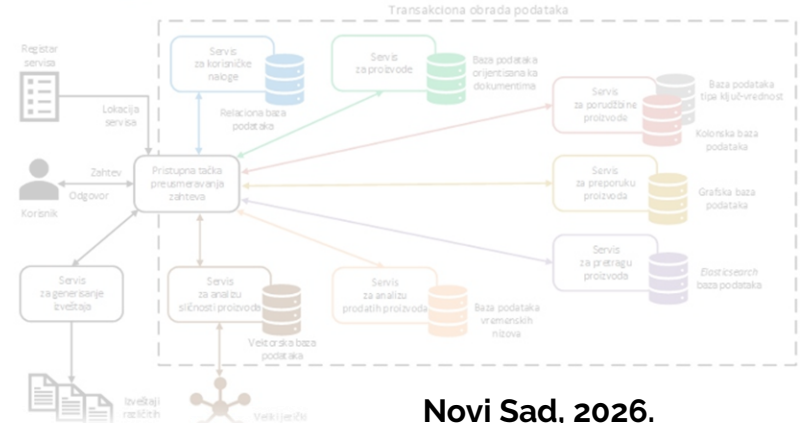 Transakciona obrada podataka
Registar
servisa
Servis
za korisničke
naloge
Servis
za proizvode
Baza podataka
orijentisana ka
dokumentima
Lokacija
servisa
Relaciona baza
podataka
Servis
za porudžbine
proizvode
Baza podataka
tipa ključ-vrednost
Kolonska baza
podataka
Zahtev
Odgovor
Korisnik
Pristupna tačka
preusmeravanja
zahteva
Servis
za preporuku
proizvoda
Grafska baza
podataka
Servis
za generisanje
izveštaja
Servis
za analizu
sličnosti proizvoda
Vektorska baza
podataka
Servis
za analizu
prodatih proizvoda
Baza podataka
vremenskih
nizova
Servis
za pretragu
proizvoda
Elasticsesrch
baza podataka
Izveštaji
različitih
Veliki jezički
Novi Sad, 2026.